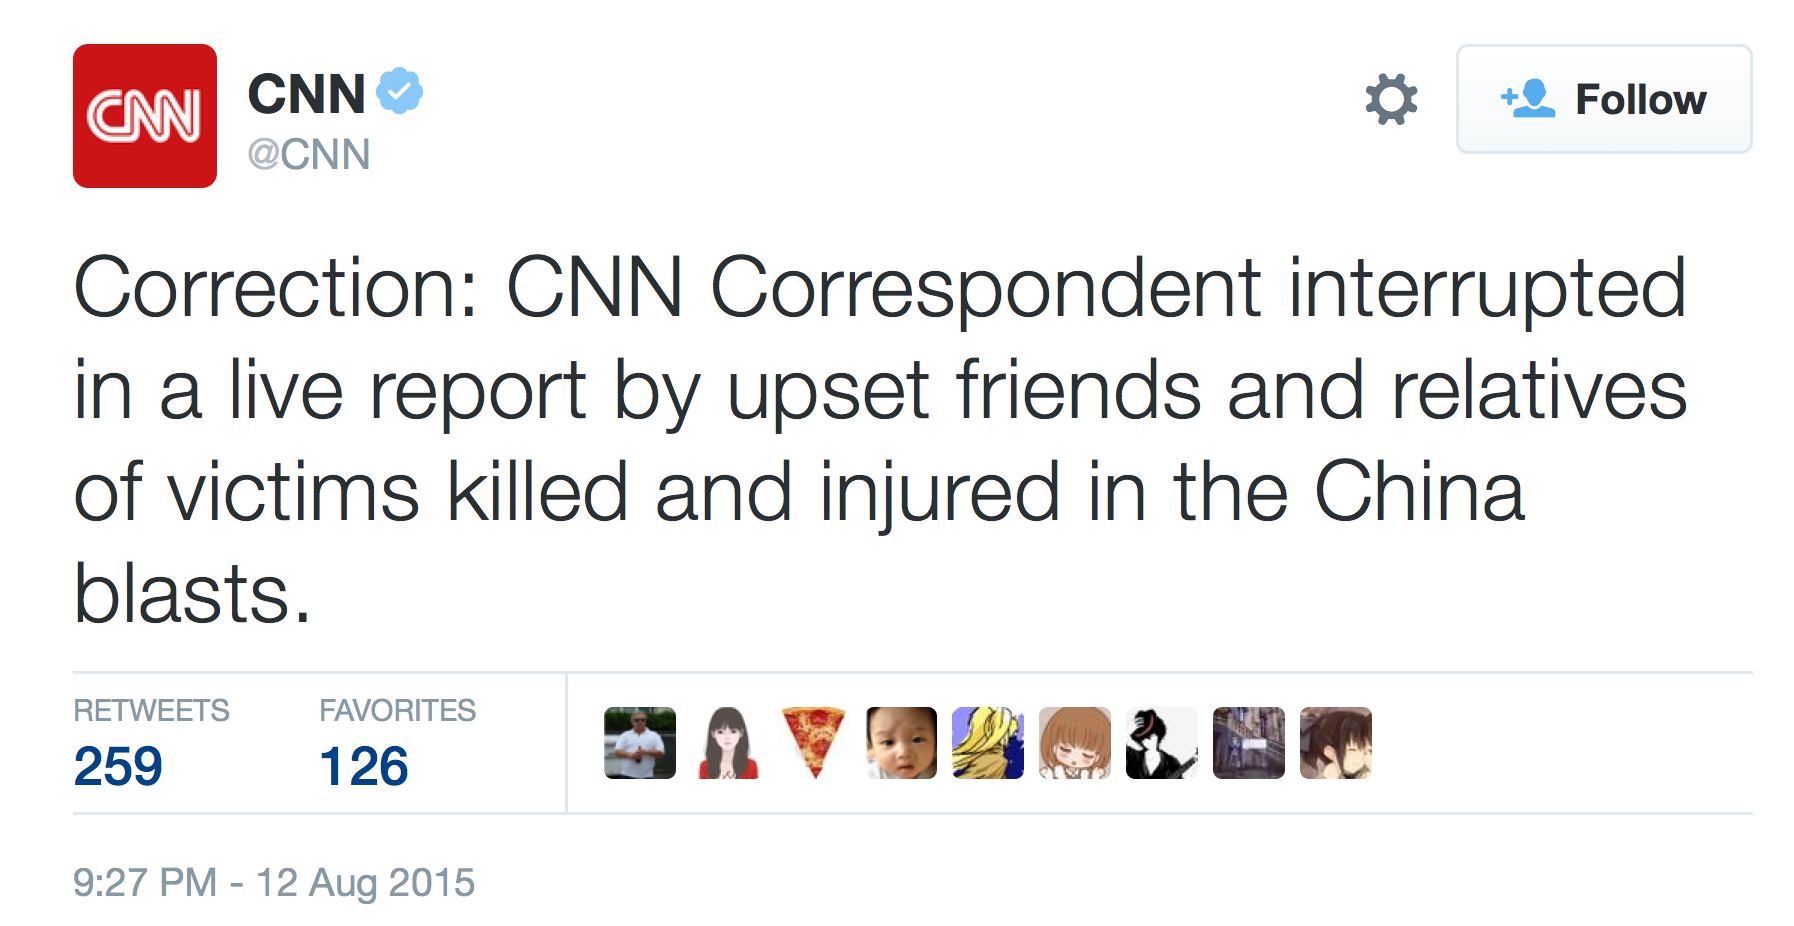 CNN
CNN
@CNN
Follow
Correction: CNN Correspondent interrupted
in a live report by upset friends and relatives
of victims killed and injured in the China
blasts.
RETWEETS FAVORITES
259 126
9:27 PM - 12 Aug 2015